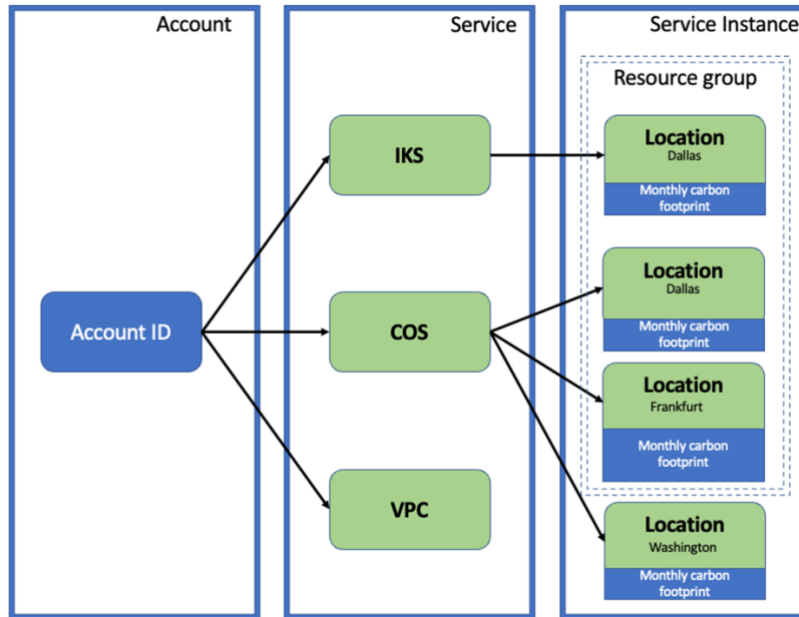 Account
Service
Service Instance
Resource group
IKS
Location
Dallas
Monthly carbon
footprint
Account ID
COS
Location
Dallas
Monthly carbon
footprint
Location
Frankfurt
Monthly carbon
footprint
VPC
Location
Washington
Monthly carbon
footprint